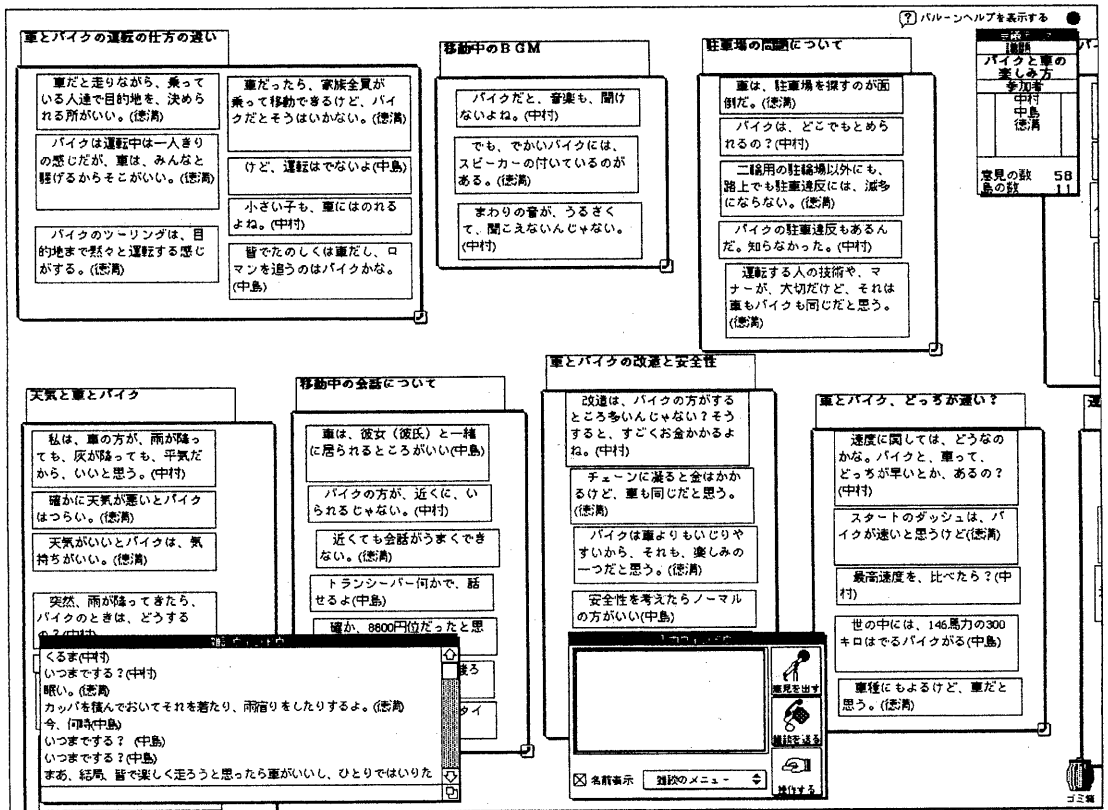 バルーンヘルプを表示する
車とバイクの運転の仕方の違い
車だと走りながら、乗って
いる人達で目的地を、決めら
れる所がいい。(徳満)
バイクは運転中は一人きり
の感じだが、車は、みんなと
騒げるからそこがいい。(徳満)
バイクのツーリングは、目
的地まで黙々と運転する感じ
がする。(徳満)
車だったら、家族全員が
乗って移動できるけど、バイ
クだとそうはいかない。(徳満)
けど、運転はでないよ(中島)
小さい子も、車にはのれる
よね。(中村)
皆でたのしくは車だし、ロ
マンを追うのはバイクかな。
(中島)
移動中のBGM
バイクだと、音楽も、聞け
ないよね。(中村)
でも、でかいバイクには、
スピーカーの付いているのが
ある。(徳満)
まわりの音が、うるさく
て、聞こえないんじゃない。
(中村)
駐車場の問題について
車は、駐車場を探すのが面
倒だ。(徳満)
バイクは、どこでもとめら
れるの?(中村)
二輪用の駐輪場以外にも、
路上でも駐車違反には、滅多
にならない。(徳満)
バイクの駐車違反もあるん
だ。知らなかった。(中村)
運転する人の技術や、マ
ナーが、大切だけど、それは
車もバイクも同じだと思う。
(徳満)
議題
バイクと車の
楽しみ方
参加者
中村
中島
徳満
意見の数 58
島の数 11
天気と車とバイク
私は、車の方が、雨が降っ
ても、灰が降っても、平気だ
から、いいと思う。(中村)
確かに天気が悪いとバイク
はつらい。(徳満)
天気がいいとバイクは、気
持ちがいい。(徳満)
突然、雨が降ってきたら、
バイクのときは、どうする
の?(中村)
移動中の会話について
車は、彼女(彼氏)と一緒
に居られるところがいい(中島)
バイクの方が、近くに、い
られるじゃない。(中村)
近くても会話がうまくでき
ない。(徳満)
トランシーバー何かで、話
せるよ(中島)
確か、8800円位だったと思
後ろ
タイ
車とバイクの改造と安全性
改造は、バイクの方がする
ところ多いんじゃない?そう
すると、すごくお金かかるよ
ね。(中村)
チェーンに凝ると金はかか
るけど、車も同じだと思う。
(徳満)
バイクは車よりもいじりや
すいから、それも、楽しみの
一つだと思う。(徳満)
安全性を考えたらノーマル
の方がいい(中島)
車とバイク、どっちが速い?
速度に関しては、どうなの
かな。バイクと、車って、
どっちが早いとか、あるの?
(中村)
スタートのダッシュは、バ
イクが速いと思うけど(徳満)
最高速度を、比べたら?(中
村)
世の中には、146馬力の300
キロはでるバイクがる(中島)
車種にもよるけど、車だと
思う。(徳満)
雑談ウィンドウ
くるま(中村)
いつまでする?(中村)
眠い。(徳満)
カッパを積んでおいてそれを着たり、雨宿りをしたりするよ。(徳満)
今、何時(中島)
いつまでする? (中島)
いつまでする?(中島)
まあ、結局、皆で楽しく走ろうと思ったら車がいいし、ひとりではいりた
入力ウィンドウ
意見を出す
雑談を送る
操作する
名前表示
雑談のメニュー
ゴミ箱